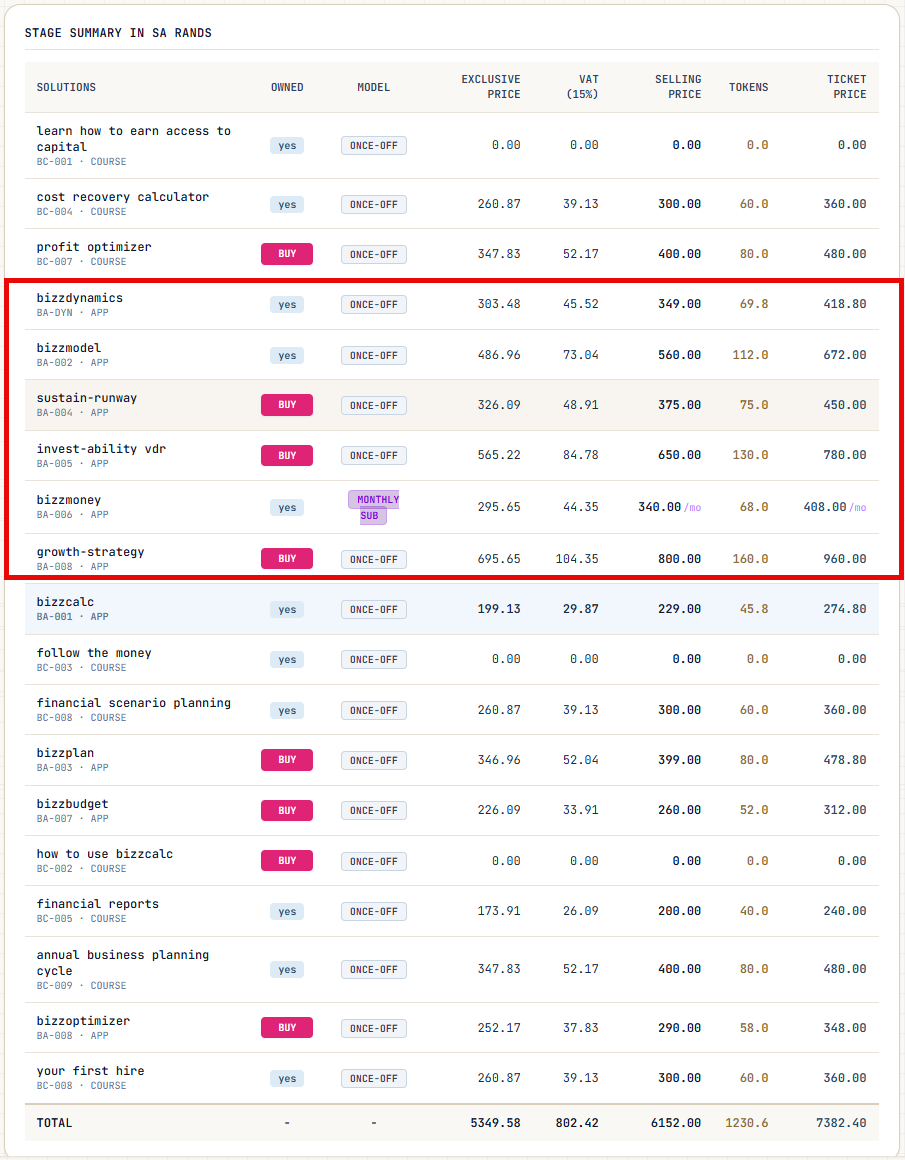 STAGE SUMMARY IN SA RANDS
SOLUTIONS OWNED MODEL EXCLUSIVE PRICE VAT (15%) SELLING PRICE TOKENS TICKET PRICE
learn how to earn access to capital
BC-001 · COURSE yes ONCE-OFF 0.00 0.00 0.00 0.0 0.00
cost recovery calculator
BC-004 · COURSE yes ONCE-OFF 260.87 39.13 300.00 60.0 360.00
profit optimizer
BC-007 · COURSE BUY ONCE-OFF 347.83 52.17 400.00 80.0 480.00
bizzdynamics
BA-DYN · APP yes ONCE-OFF 303.48 45.52 349.00 69.8 418.80
bizzmodel
BA-002 · APP yes ONCE-OFF 486.96 73.04 560.00 112.0 672.00
sustain-runway
BA-004 · APP BUY ONCE-OFF 326.09 48.91 375.00 75.0 450.00
invest-ability vdr
BA-005 · APP BUY ONCE-OFF 565.22 84.78 650.00 130.0 780.00
bizzmoney
BA-006 · APP yes MONTHLY SUB 295.65 44.35 340.00 /mo 68.0 408.00 /mo
growth-strategy
BA-008 · APP BUY ONCE-OFF 695.65 104.35 800.00 160.0 960.00
bizzcalc
BA-001 · APP yes ONCE-OFF 199.13 29.87 229.00 45.8 274.80
follow the money
BC-003 · COURSE yes ONCE-OFF 0.00 0.00 0.00 0.0 0.00
financial scenario planning
BC-008 · COURSE yes ONCE-OFF 260.87 39.13 300.00 60.0 360.00
bizzplan
BA-003 · APP BUY ONCE-OFF 346.96 52.04 399.00 80.0 478.80
bizzbudget
BA-007 · APP BUY ONCE-OFF 226.09 33.91 260.00 52.0 312.00
how to use bizzcalc
BC-002 · COURSE BUY ONCE-OFF 0.00 0.00 0.00 0.0 0.00
financial reports
BC-005 · COURSE yes ONCE-OFF 173.91 26.09 200.00 40.0 240.00
annual business planning cycle
BC-009 · COURSE yes ONCE-OFF 347.83 52.17 400.00 80.0 480.00
bizzoptimizer
BA-008 · APP BUY ONCE-OFF 252.17 37.83 290.00 58.0 348.00
your first hire
BC-008 · COURSE yes ONCE-OFF 260.87 39.13 300.00 60.0 360.00
TOTAL - - 5349.58 802.42 6152.00 1230.6 7382.40